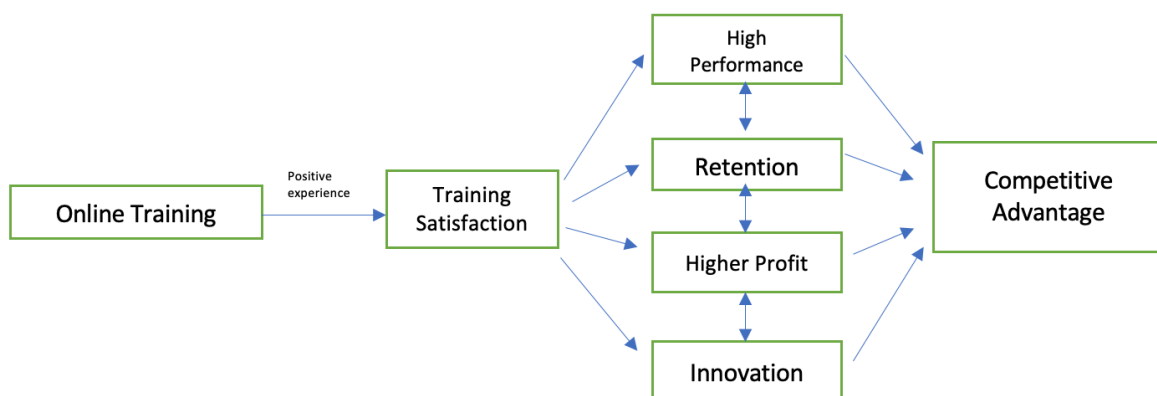 High
Performance
Retention
Positive
experience
Online Training
Training
Satisfaction
Competitive
Advantage
Higher Profit
Innovation